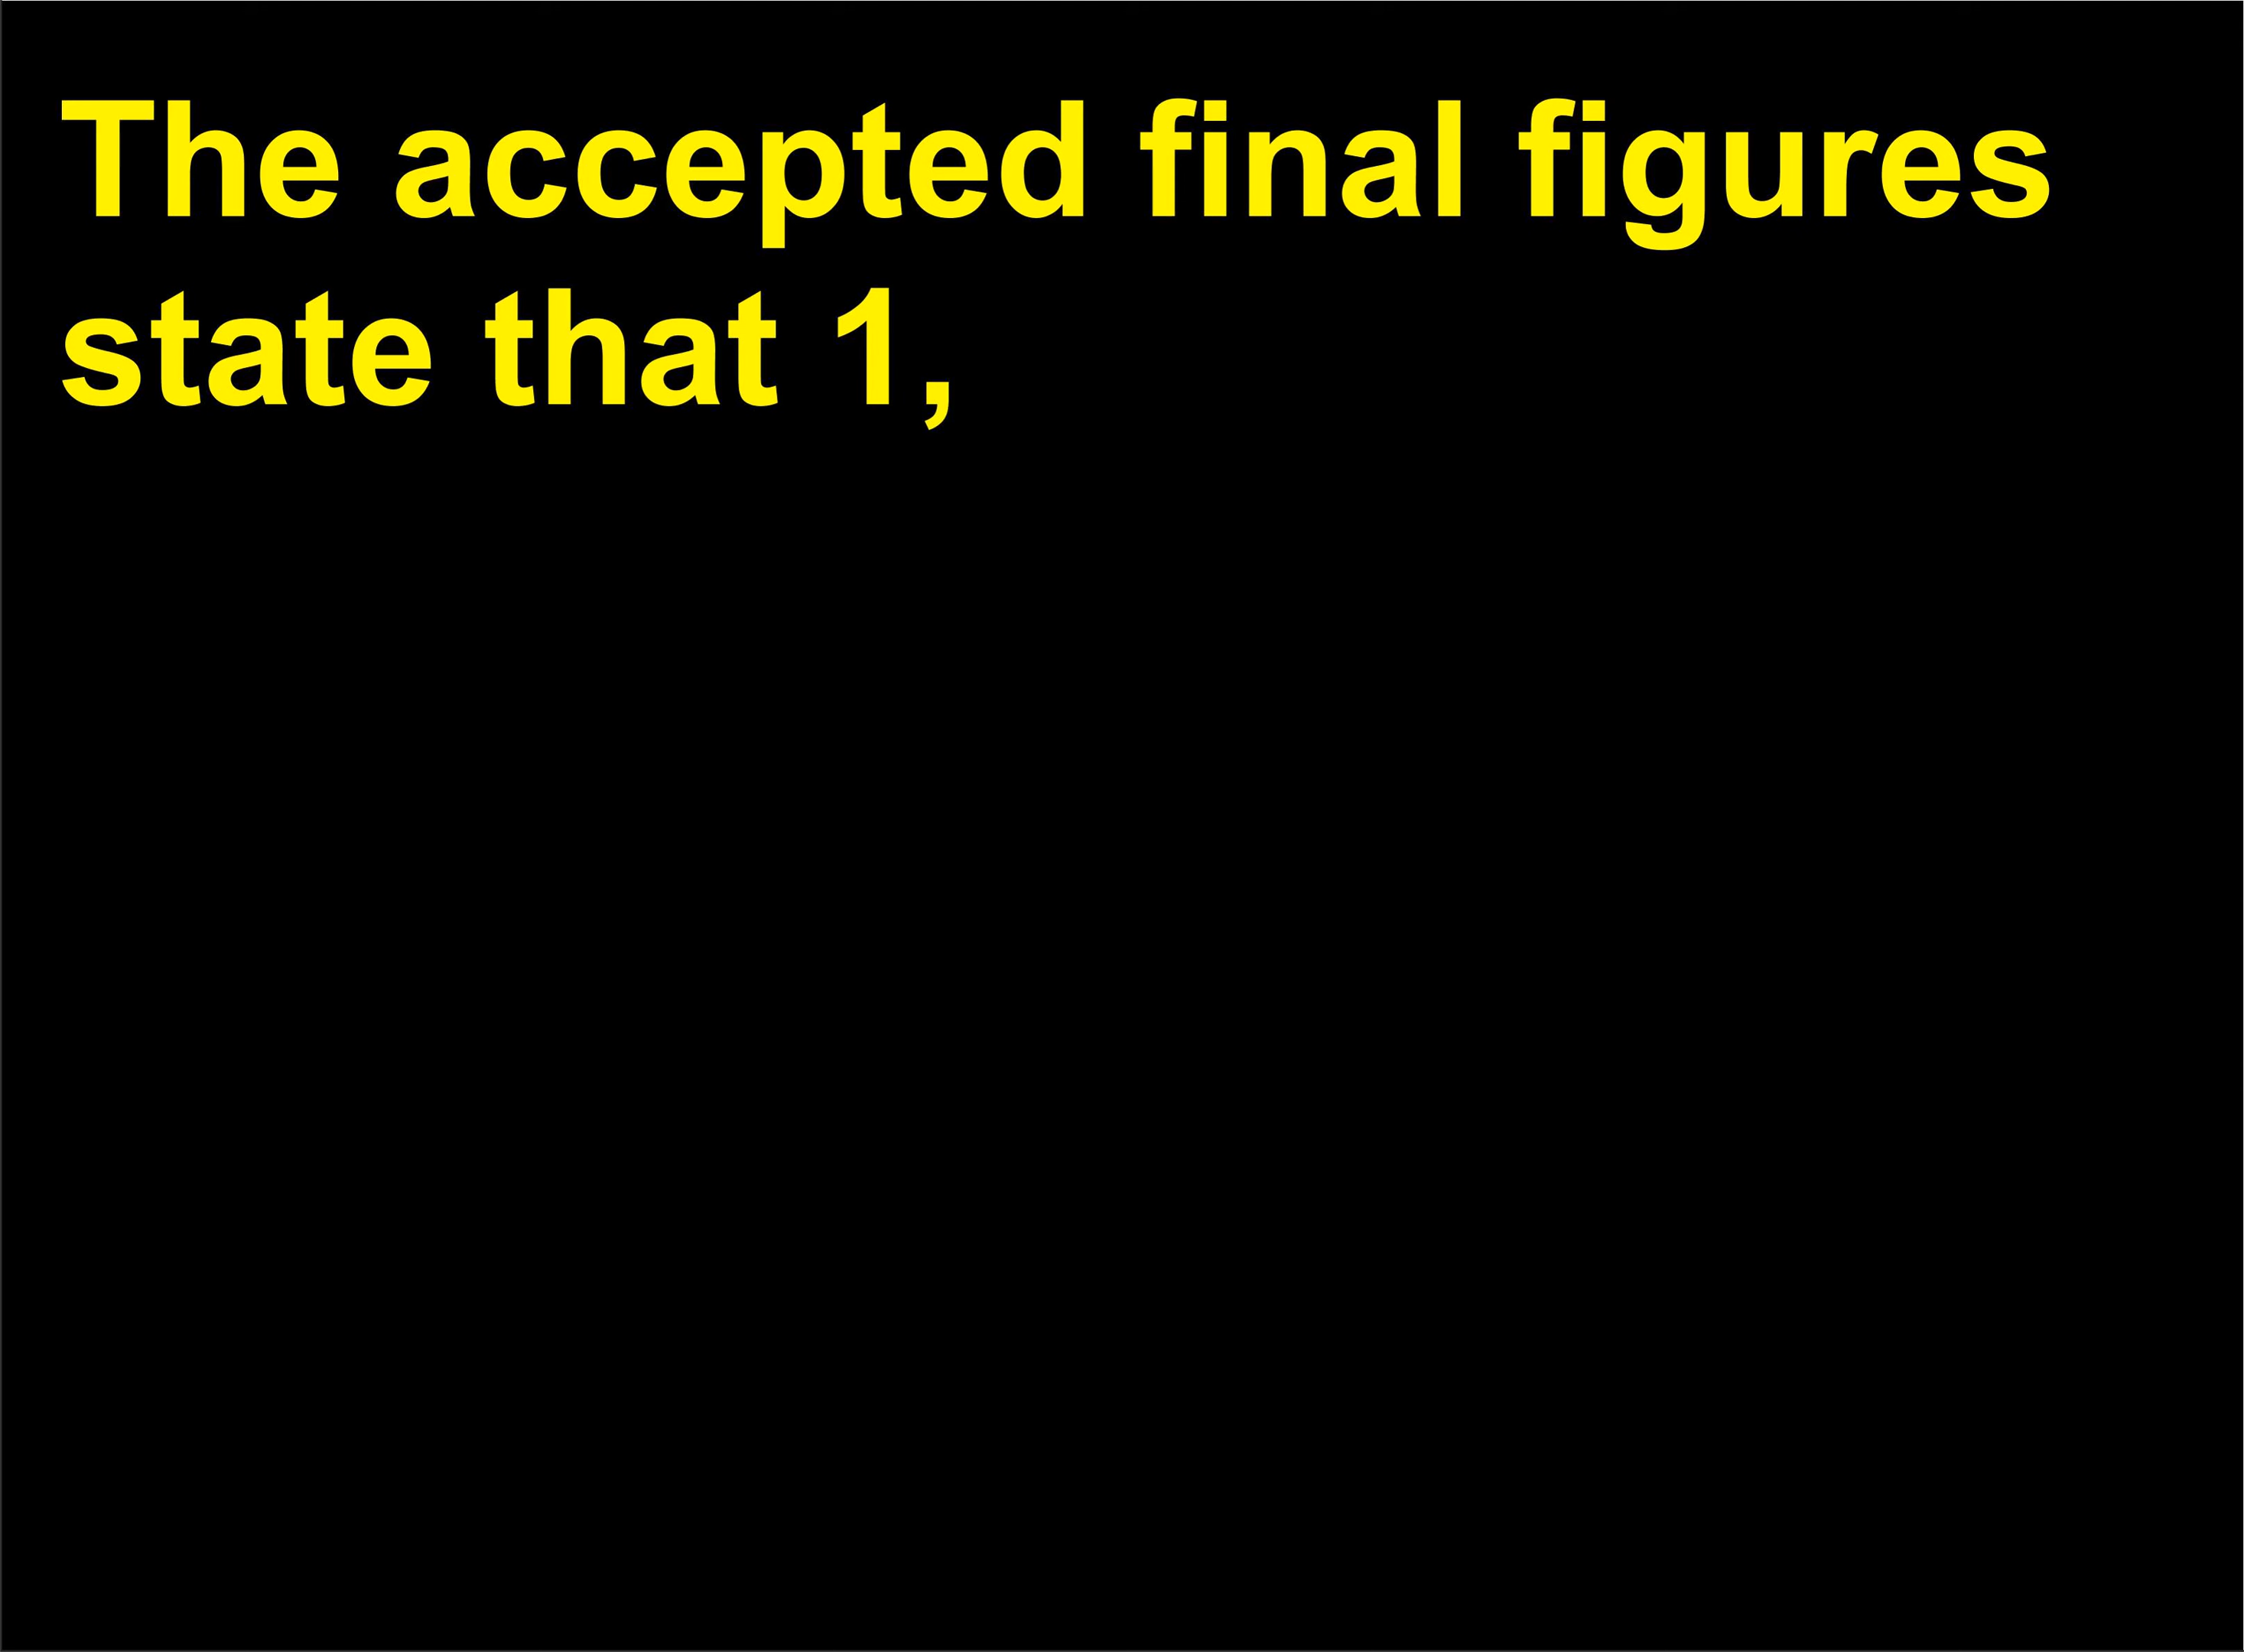 The accepted final figures
state that 1,